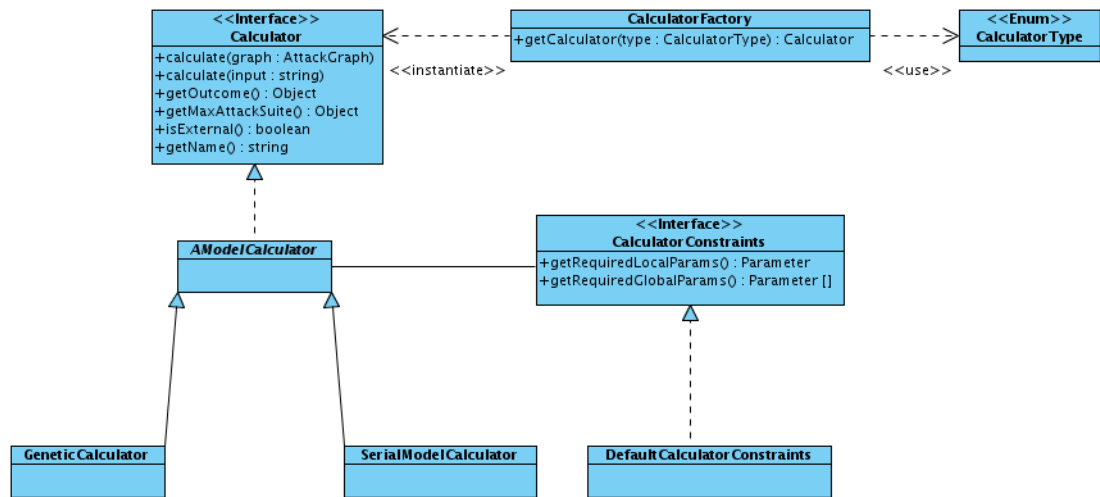 <<Interface>>
Calculator
+calculate(graph : AttackGraph)
+calculate(input : string)
+getOutcome() : Object
+getMaxAttackSuite() : Object
+isExternal() : boolean
+getName() : string
CalculatorFactory
+getCalculator(type : CalculatorType) : Calculator
<<Enum>>
CalculatorType
<<instantiate>>
<<use>>
AModelCalculator
<<Interface>>
CalculatorConstraints
+getRequiredLocalParams() : Parameter
+getRequiredGlobalParams() : Parameter []
GeneticCalculator
SerialModelCalculator
DefaultCalculatorConstraints